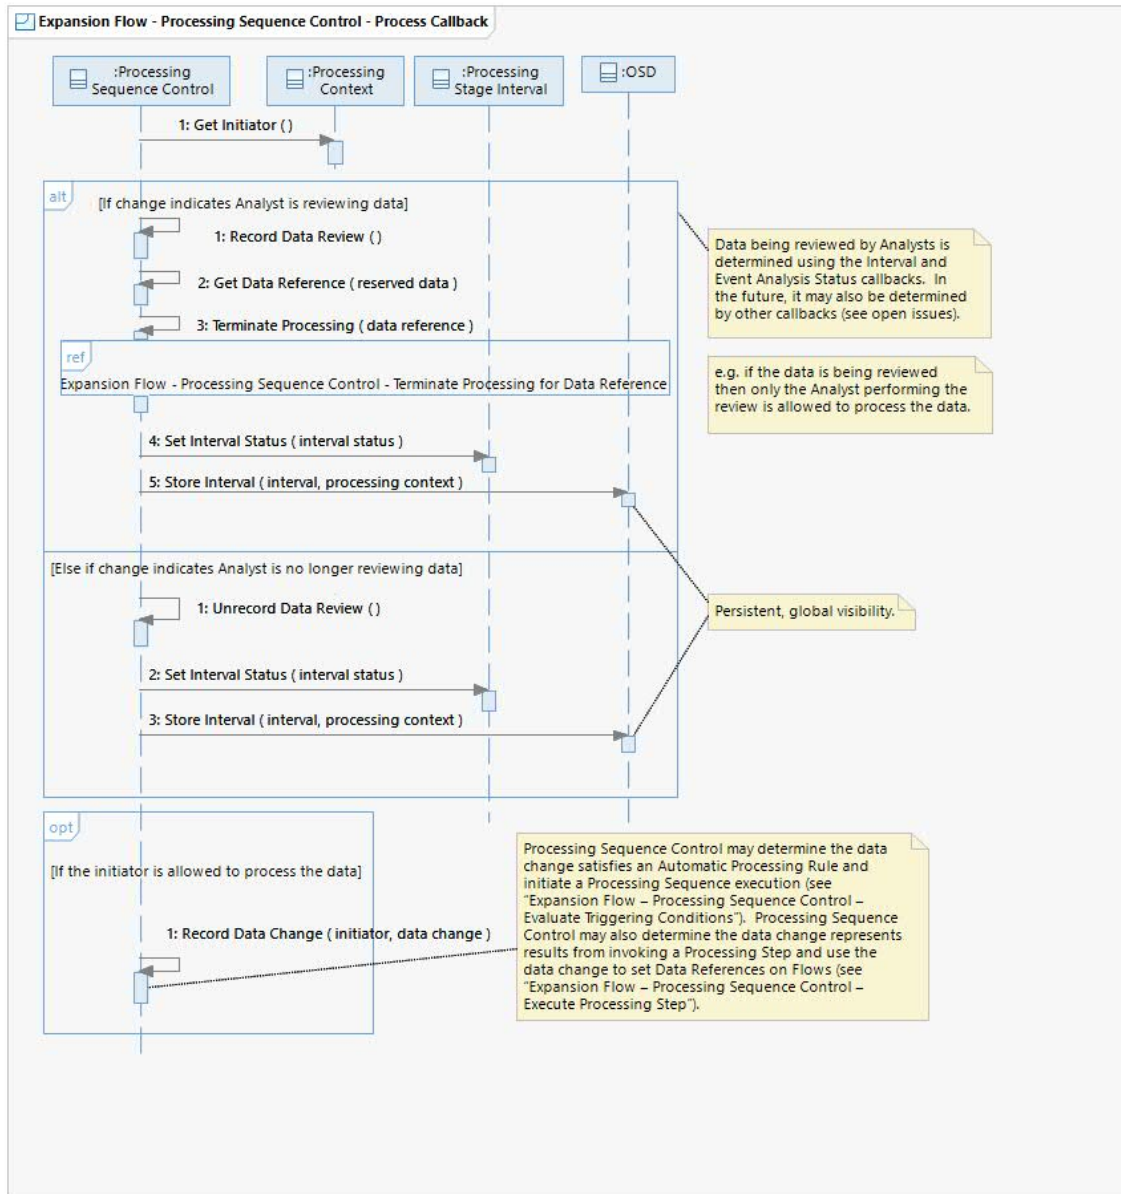 Expansion Flow - Processing Sequence Control - Process Callback
:Processing
Sequence Control
:Processing
Context
:Processing
Stage Interval
:OSD
1: Get Initiator ( )
alt
[If change indicates Analyst is reviewing data]
1: Record Data Review ( )
2: Get Data Reference ( reserved data )
3: Terminate Processing ( data reference )
ref
Expansion Flow - Processing Sequence Control - Terminate Processing for Data Reference
4: Set Interval Status ( interval status )
5: Store Interval ( interval, processing context )
Data being reviewed by Analysts is
determined using the Interval and
Event Analysis Status callbacks.  In
the future, it may also be determined
by other callbacks (see open issues).
e.g. if the data is being reviewed
then only the Analyst performing the
review is allowed to process the data.
[Else if change indicates Analyst is no longer reviewing data]
1: Unrecord Data Review ( )
Persistent, global visibility.
2: Set Interval Status ( interval status )
3: Store Interval ( interval, processing context )
opt
[If the initiator is allowed to process the data]
1: Record Data Change ( initiator, data change )
Processing Sequence Control may determine the data
change satisfies an Automatic Processing Rule and
initiate a Processing Sequence execution (see
"Expansion Flow – Processing Sequence Control –
Evaluate Triggering Conditions").  Processing Sequence
Control may also determine the data change represents
results from invoking a Processing Step and use the
data change to set Data References on Flows (see
"Expansion Flow – Processing Sequence Control –
Execute Processing Step").